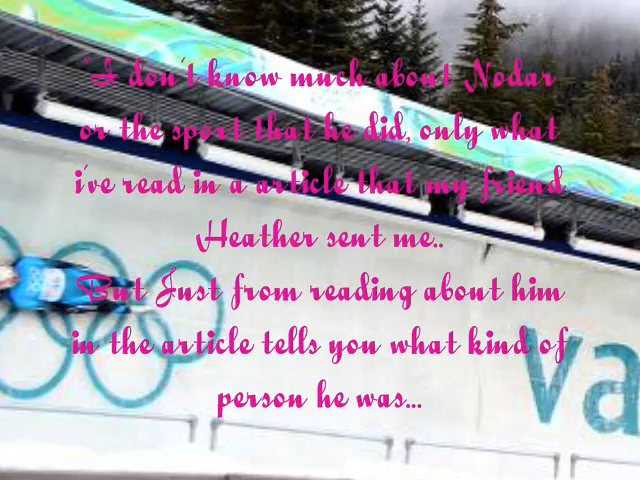 "I don't know much about Nodar
or the sport that he did, only what
i've read in a article that my friend
Heather sent me..
But Just from reading about him
in the article tells you what kind of
person he was...
Va